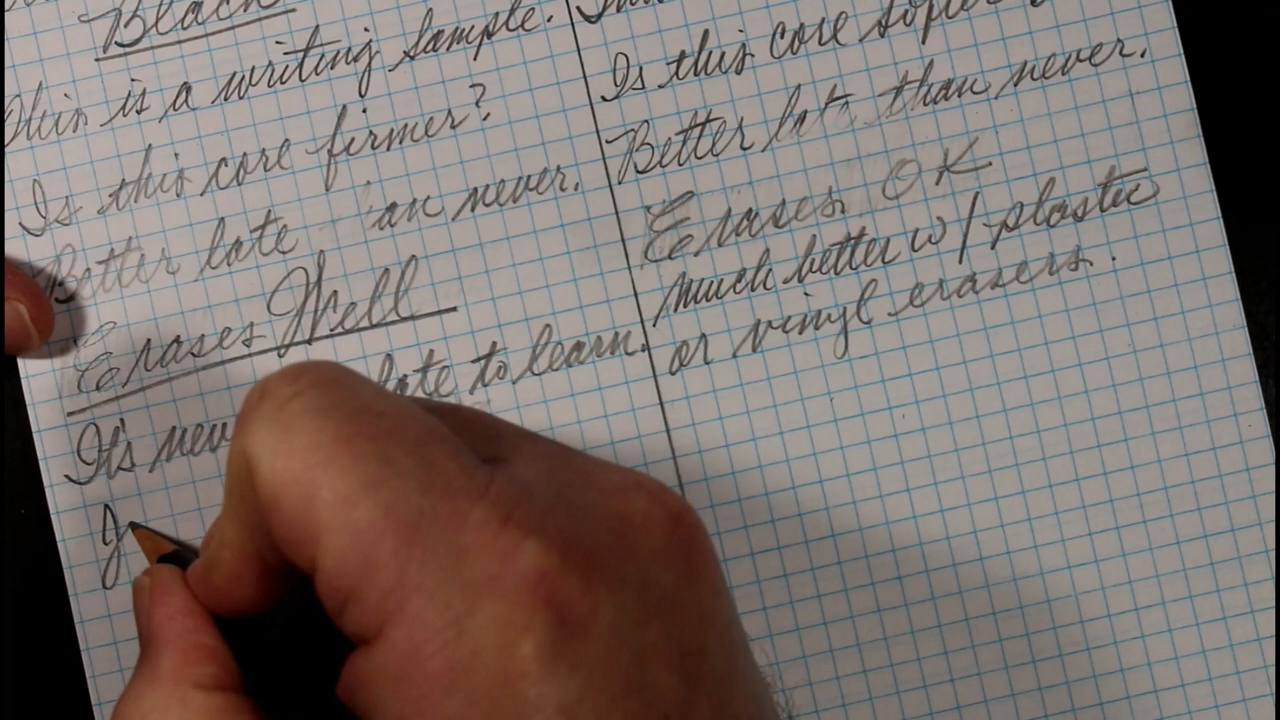 Black
This is a writing sample.
Is this core firmer?
Better late an never.
Erases Well
It's nev late to learn.
Is this core
Better late than never.
Erases OK
much better w/ plastic
or vinyl erasers.